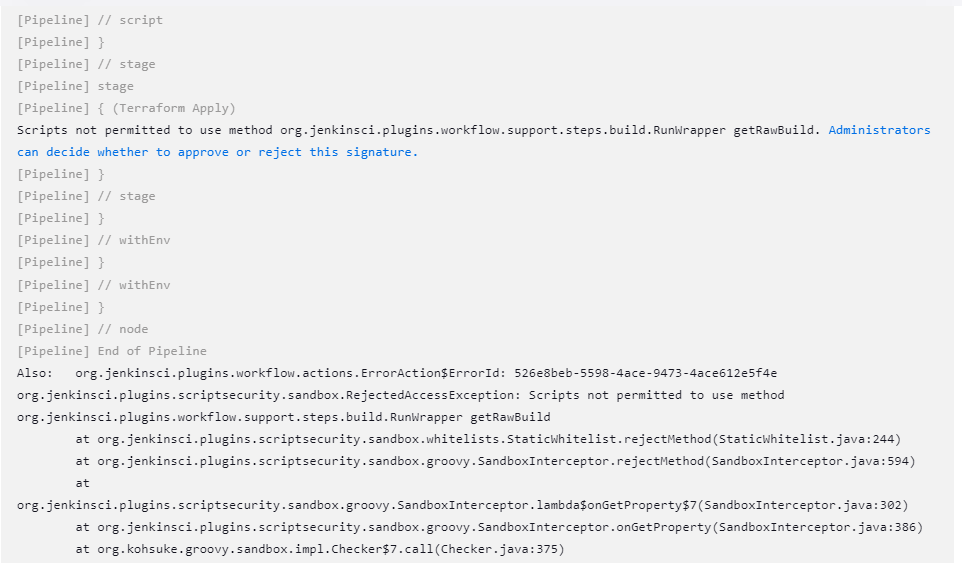 [Pipeline] // script
[Pipeline] }
[Pipeline] // stage
[Pipeline] stage
[Pipeline] { (Terraform Apply)
Scripts not permitted to use method org.jenkinsci.plugins.workflow.support.steps.build.RunWrapper getRawBuild. Administrators
can decide whether to approve or reject this signature.
[Pipeline] }
[Pipeline] // stage
[Pipeline] }
[Pipeline] // withEnv
[Pipeline] }
[Pipeline] // withEnv
[Pipeline] }
[Pipeline] // node
[Pipeline] End of Pipeline
Also:   org.jenkinsci.plugins.workflow.actions.ErrorAction$ErrorId: 526e8beb-5598-4ace-9473-4ace612e5f4e
org.jenkinsci.plugins.scriptsecurity.sandbox.RejectedAccessException: Scripts not permitted to use method
org.jenkinsci.plugins.workflow.support.steps.build.RunWrapper getRawBuild
at org.jenkinsci.plugins.scriptsecurity.sandbox.whitelists.StaticWhitelist.rejectMethod(StaticWhitelist.java:244)
at org.jenkinsci.plugins.scriptsecurity.sandbox.groovy.SandboxInterceptor.rejectMethod(SandboxInterceptor.java:594)
at
org.jenkinsci.plugins.scriptsecurity.sandbox.groovy.SandboxInterceptor.lambda$onGetProperty$7(SandboxInterceptor.java:302)
at org.jenkinsci.plugins.scriptsecurity.sandbox.groovy.SandboxInterceptor.onGetProperty(SandboxInterceptor.java:386)
at org.kohsuke.groovy.sandbox.impl.Checker$7.call(Checker.java:375)